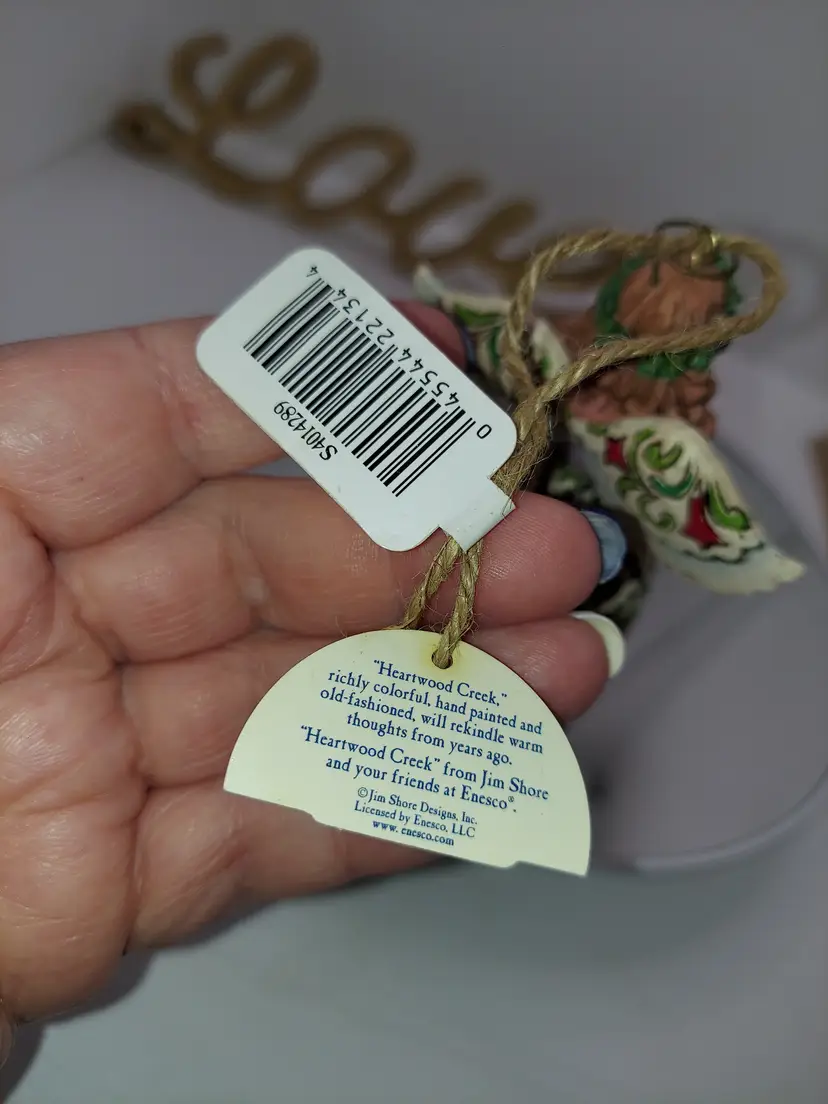 Love
0 45544 22134 4
S4014289
"Heartwood Creek,"
richly colorful, hand painted and
old-fashioned, will rekindle warm
thoughts from years ago.
"Heartwood Creek" from Jim Shore
and your friends at Enesco®.
©Jim Shore Designs, Inc.
Licensed by Enesco, LLC
www.enesco.com